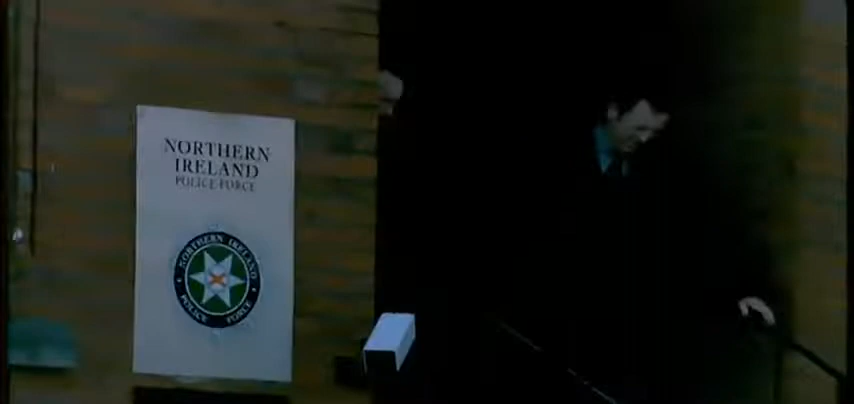 NORTHERN
IRELAND
POLICE FORCE
NORTHERN IRELAND
POLICE FORCE